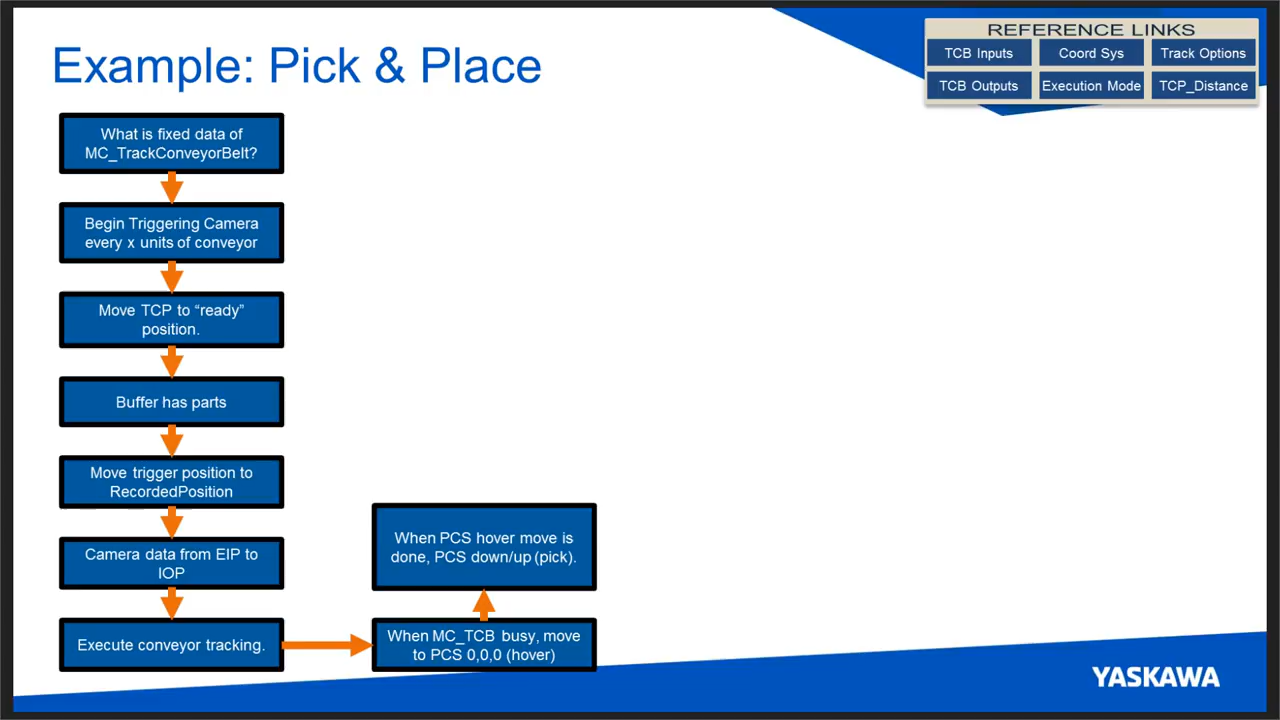 Example: Pick & Place
REFERENCE LINKS
TCB Inputs
Coord Sys
Track Options
TCB Outputs
Execution Mode
TCP_Distance
What is fixed data of
MC_TrackConveyorBelt?
Begin Triggering Camera
every x units of conveyor
Move TCP to “ready”
position.
Buffer has parts
Move trigger position to
RecordedPosition
Camera data from EIP to
IOP
Execute conveyor tracking.
When MC_TCB busy, move
to PCS 0,0,0 (hover)
When PCS hover move is
done, PCS down/up (pick).
YASKAWA